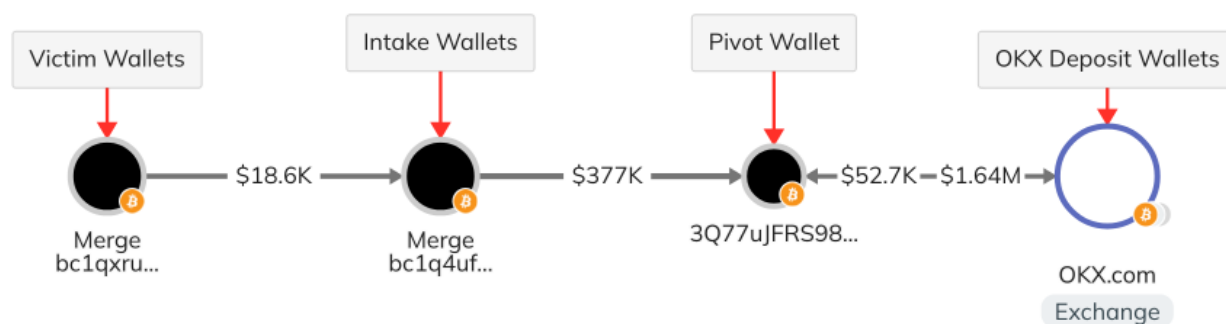 Victim Wallets
Intake Wallets
Pivot Wallet
OKX Deposit Wallets
$18.6K
$377K
$52.7K
$1.64M
Merge
bc1qxru...
Merge
bc1q4uf...
3Q77uJFRS98...
OKX.com
Exchange